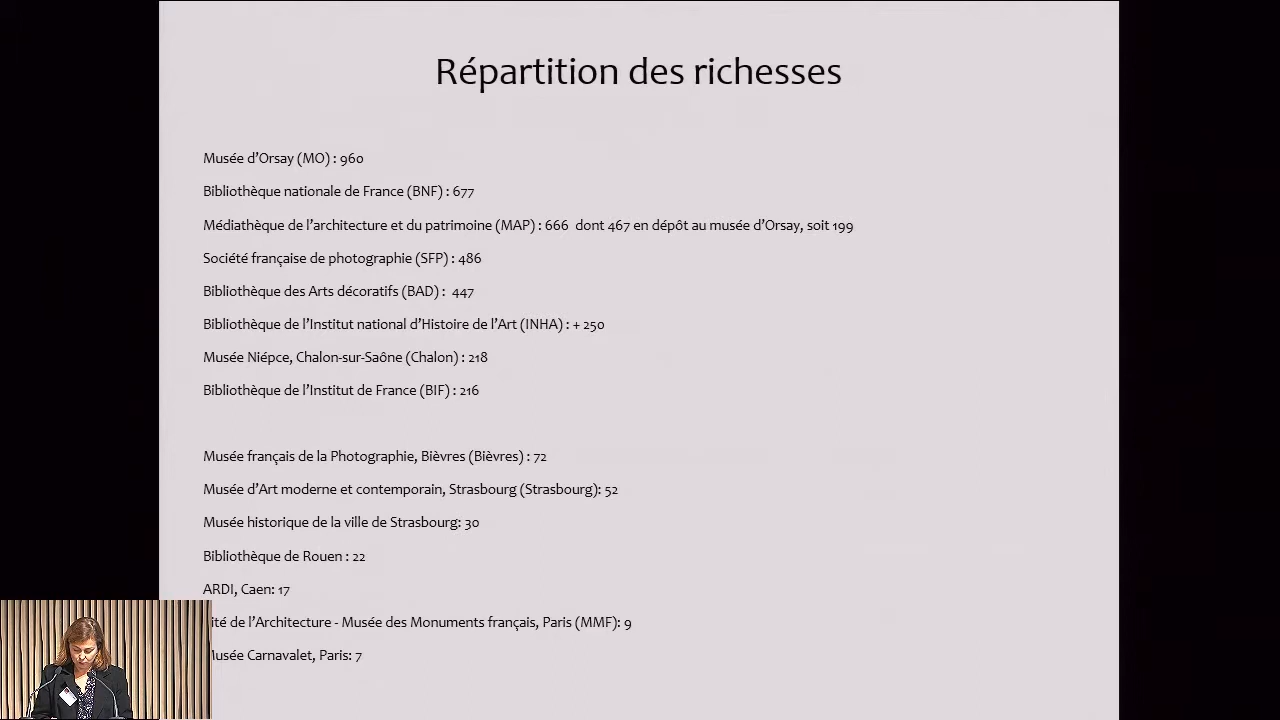 Répartition des richesses
Musée d’Orsay (MO) : 960
Bibliothèque nationale de France (BNF) : 677
Médiathèque de l’architecture et du patrimoine (MAP) : 666  dont 467 en dépôt au musée d’Orsay, soit 199
Société française de photographie (SFP) : 486
Bibliothèque des Arts décoratifs (BAD) :  447
Bibliothèque de l’Institut national d’Histoire de l’Art (INHA) : + 250
Musée Niépce, Chalon-sur-Saône (Chalon) : 218
Bibliothèque de l’Institut de France (BIF) : 216
Musée français de la Photographie, Bièvres (Bièvres) : 72
Musée d’Art moderne et contemporain, Strasbourg (Strasbourg): 52
Musée historique de la ville de Strasbourg: 30
Bibliothèque de Rouen : 22
ARDI, Caen: 17
ité de l’Architecture - Musée des Monuments français, Paris (MMF): 9
usée Carnavalet, Paris: 7